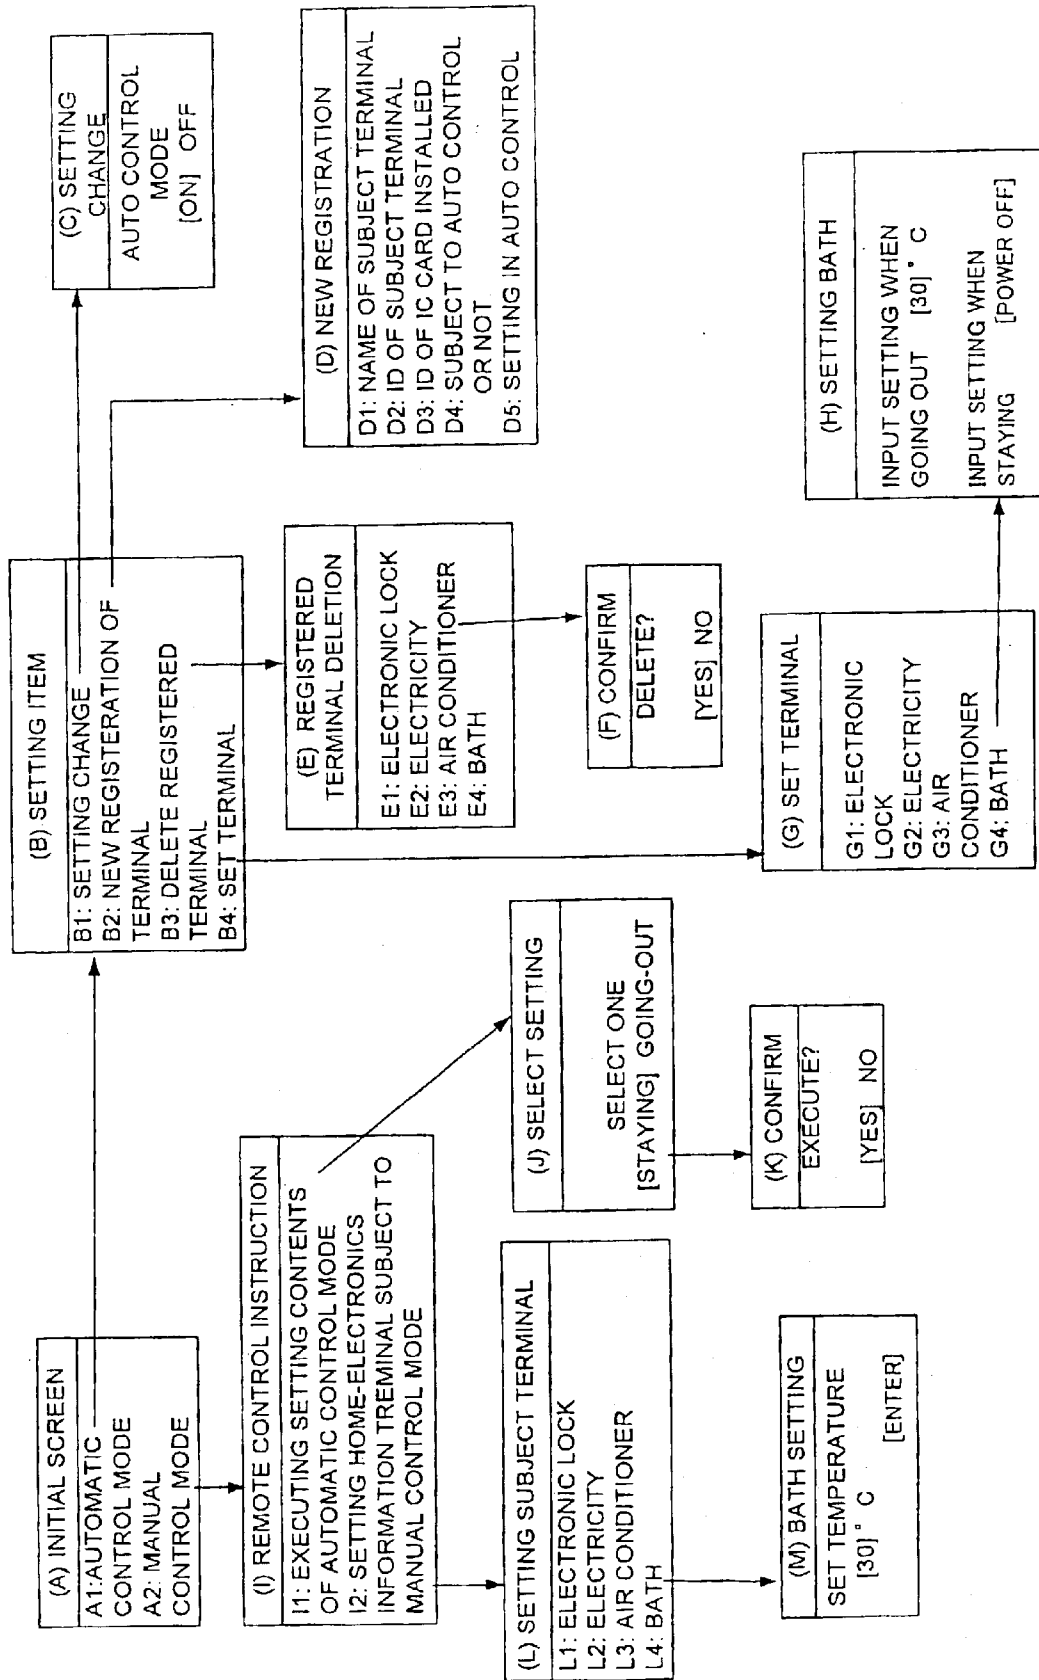 (A) INITIAL SCREEN
A1:AUTOMATIC
CONTROL MODE
A2: MANUAL
CONTROL MODE
(B) SETTING ITEM
B1: SETTING CHANGE
B2: NEW REGISTERATION OF
TERMINAL
B3: DELETE REGISTERED
TERMINAL
B4: SET TERMINAL
(C) SETTING
CHANGE
AUTO CONTROL
MODE
[ON] OFF
(D) NEW REGISTRATION
D1: NAME OF SUBJECT TERMINAL
D2: ID OF SUBJECT TERMINAL
D3: ID OF IC CARD INSTALLED
D4: SUBJECT TO AUTO CONTROL
OR NOT
D5: SETTING IN AUTO CONTROL
(E) REGISTERED
TERMINAL DELETION
E1: ELECTRONIC LOCK
E2: ELECTRICITY
E3: AIR CONDITIONER
E4: BATH
(F) CONFIRM
DELETE?
[YES] NO
(G) SET TERMINAL
G1: ELECTRONIC
LOCK
G2: ELECTRICITY
G3: AIR
CONDITIONER
G4: BATH
(H) SETTING BATH
INPUT SETTING WHEN
GOING OUT [30]° C
INPUT SETTING WHEN
STAYING [POWER OFF]
(I) REMOTE CONTROL INSTRUCTION
I1: EXECUTING SETTING CONTENTS
OF AUTOMATIC CONTROL MODE
I2: SETTING HOME-ELECTRONICS
INFORMATION TREMINAL SUBJECT TO
MANUAL CONTROL MODE
(J) SELECT SETTING
SELECT ONE
[STAYING] GOING-OUT
(K) CONFIRM
EXECUTE?
[YES] NO
(L) SETTING SUBJECT TERMINAL
L1: ELECTRONIC LOCK
L2: ELECTRICITY
L3: AIR CONDITIONER
L4: BATH
(M) BATH SETTING
SET TEMPERATURE
[30]° C
[ENTER]